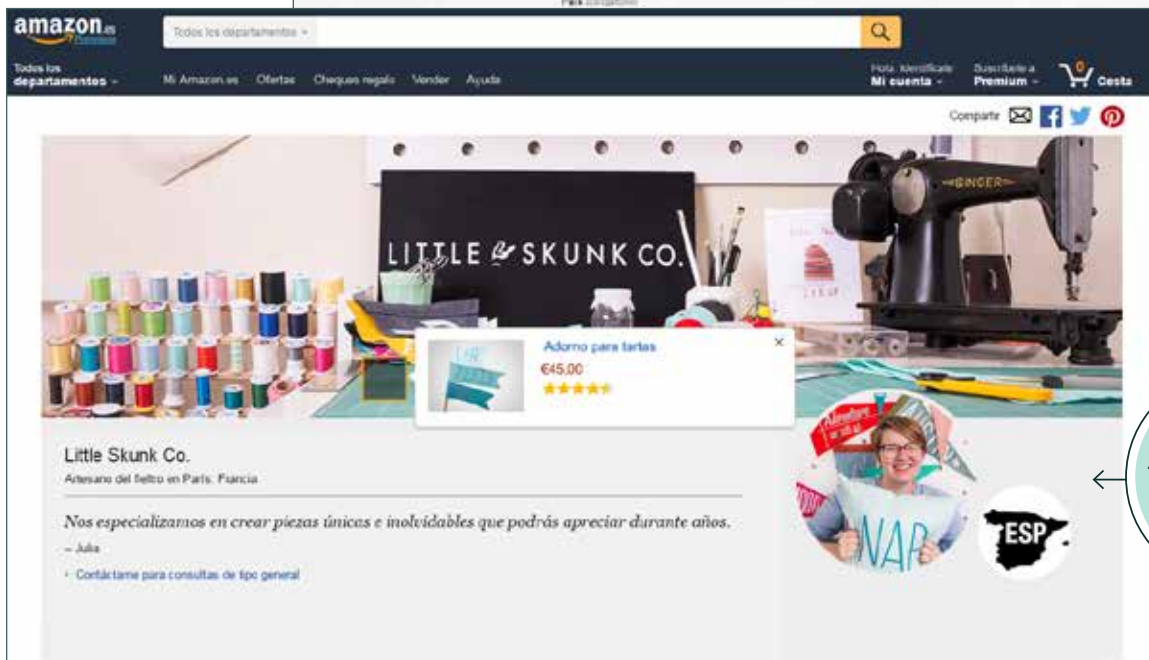 País
amazon.es
Premium
Todos los departamentos
Todos los
departamentos
Mi Amazon.es Ofertas Cheques regalo Vender Ayuda
Hola. Identifícate
Mi cuenta
Suscríbete a
Premium
0
Cesta
Compartir
SINGER
LITTLE & SKUNK CO.
Adorno para tartas
€45,00
Little Skunk Co.
Artesano del fieltro en París. Francia
Adventure
Nos especializamos en crear piezas únicas e inolvidables que podrás apreciar durante años.
– Julia
Contáctame para consultas de tipo general
NAP
ESP